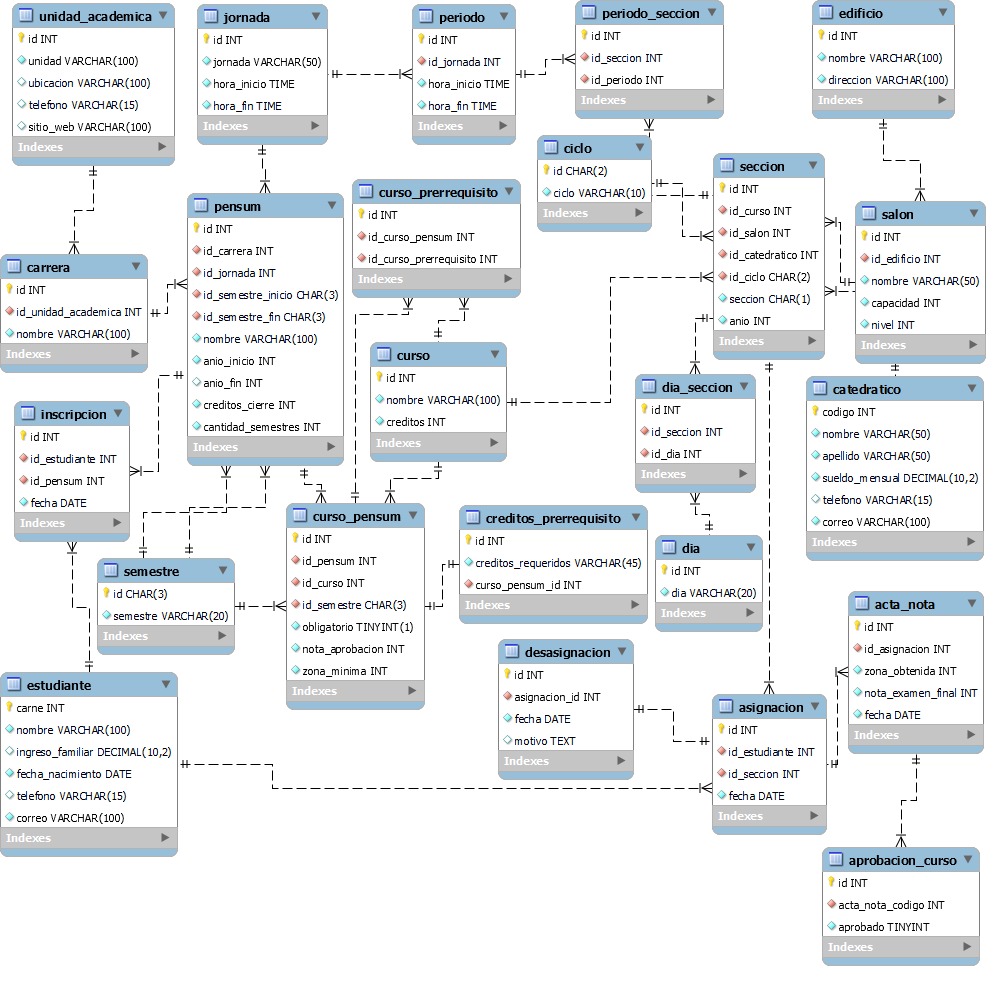 unidad_academica
id INT
unidad VARCHAR(100)
ubicacion VARCHAR(100)
telefono VARCHAR(15)
sitio_web VARCHAR(100)
Indexes
jornada
id INT
jornada VARCHAR(50)
hora_inicio TIME
hora_fin TIME
Indexes
periodo
id INT
id_jornada INT
hora_inicio TIME
hora_fin TIME
Indexes
periodo_seccion
id INT
id_seccion INT
id_periodo INT
Indexes
edificio
id INT
nombre VARCHAR(100)
direccion VARCHAR(100)
Indexes
ciclo
id CHAR(2)
ciclo VARCHAR(10)
Indexes
seccion
id INT
id_curso INT
id_salon INT
id_catedratico INT
id_ciclo CHAR(2)
seccion CHAR(1)
anio INT
Indexes
salon
id INT
id_edificio INT
nombre VARCHAR(50)
capacidad INT
nivel INT
Indexes
pensum
id INT
id_carrera INT
id_jornada INT
id_semestre_inicio CHAR(3)
id_semestre_fin CHAR(3)
nombre VARCHAR(100)
anio_inicio INT
anio_fin INT
creditos_cierre INT
cantidad_semestres INT
Indexes
curso_prerrequisito
id INT
id_curso_pensum INT
id_curso_prerrequisito INT
Indexes
carrera
id INT
id_unidad_academica INT
nombre VARCHAR(100)
Indexes
curso
id INT
nombre VARCHAR(100)
creditos INT
Indexes
dia_seccion
id INT
id_seccion INT
id_dia INT
Indexes
catedratico
codigo INT
nombre VARCHAR(50)
apellido VARCHAR(50)
sueldo_mensual DECIMAL(10,2)
telefono VARCHAR(15)
correo VARCHAR(100)
Indexes
inscripcion
id INT
id_estudiante INT
id_pensum INT
fecha DATE
Indexes
curso_pensum
id INT
id_pensum INT
id_curso INT
id_semestre CHAR(3)
obligatorio TINYINT(1)
nota_aprobacion INT
zona_minima INT
Indexes
creditos_prerrequisito
id INT
creditos_requeridos VARCHAR(45)
curso_pensum_id INT
Indexes
dia
id INT
dia VARCHAR(20)
Indexes
semestre
id CHAR(3)
semestre VARCHAR(20)
Indexes
acta_nota
id INT
id_asignacion INT
zona_obtenida INT
nota_examen_final INT
fecha DATE
Indexes
desasignacion
id INT
asignacion_id INT
fecha DATE
motivo TEXT
Indexes
estudiante
carne INT
nombre VARCHAR(100)
ingreso_familiar DECIMAL(10,2)
fecha_nacimiento DATE
telefono VARCHAR(15)
correo VARCHAR(100)
Indexes
asignacion
id INT
id_estudiante INT
id_seccion INT
fecha DATE
Indexes
aprobacion_curso
id INT
acta_nota_codigo INT
aprobado TINYINT
Indexes